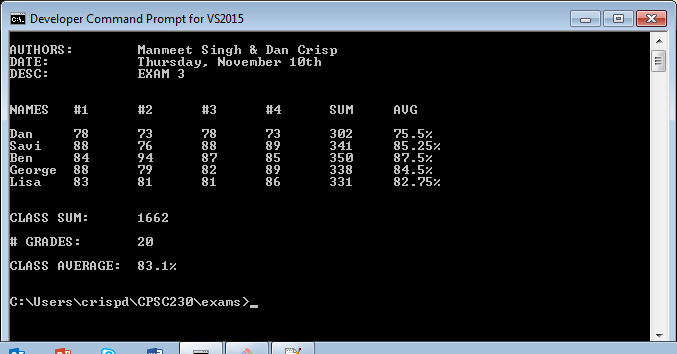 Developer Command Prompt for VS2015
AUTHORS: Manmeet Singh & Dan Crisp
DATE: Thursday, November 10th
DESC: EXAM 3
NAMES #1 #2 #3 #4 SUM AVG
Dan 78 73 78 73 302 75.5%
Savi 88 76 88 89 341 85.25%
Ben 84 94 87 85 350 87.5%
George 88 79 82 89 338 84.5%
Lisa 83 81 81 86 331 82.75%
CLASS SUM: 1662
# GRADES: 20
CLASS AVERAGE: 83.1%
C:\Users\crispd\CPSC230\exams>_